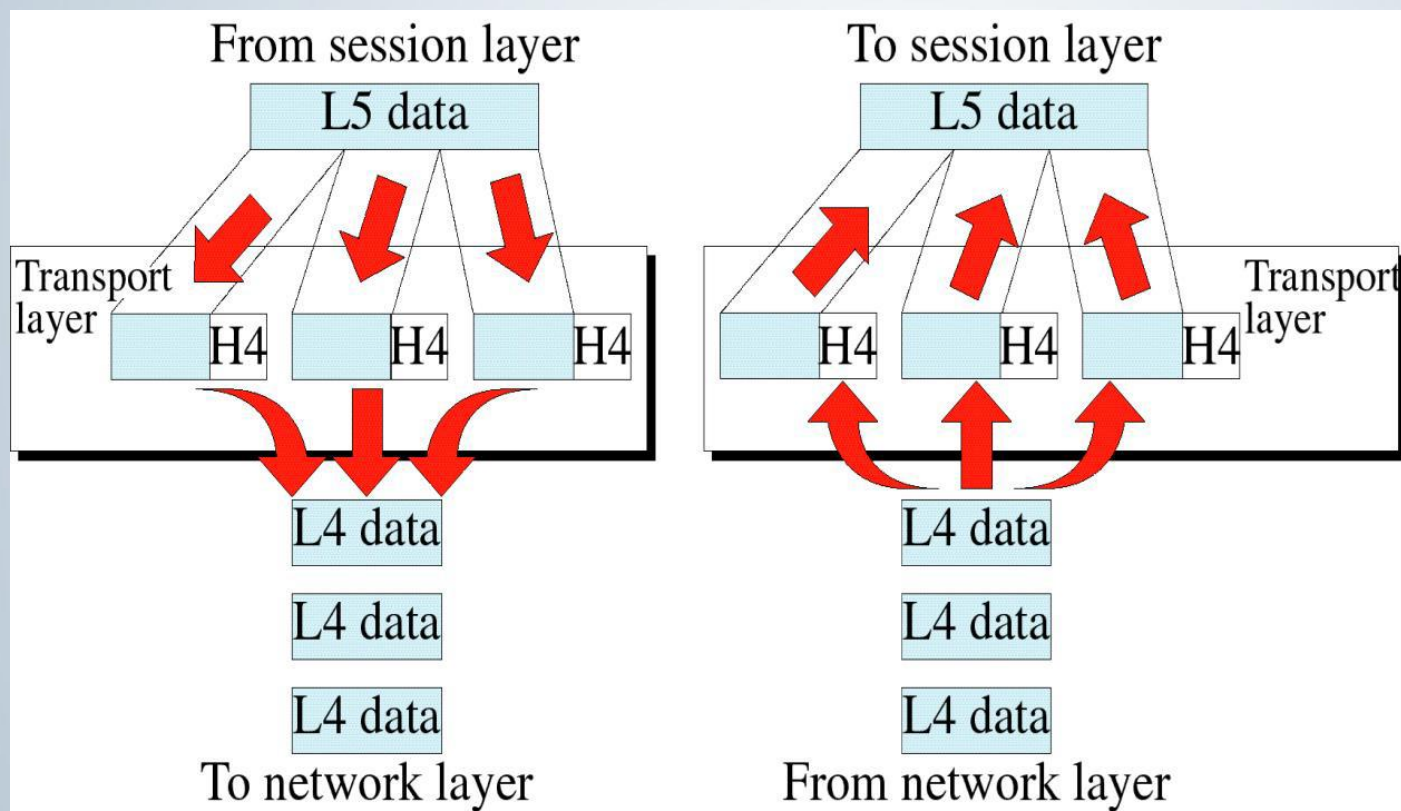 From session layer
L5 data
Transport
layer
H4
H4
H4
L4 data
L4 data
L4 data
To network layer
To session layer
L5 data
Transport
layer
H4
H4
H4
L4 data
L4 data
L4 data
From network layer